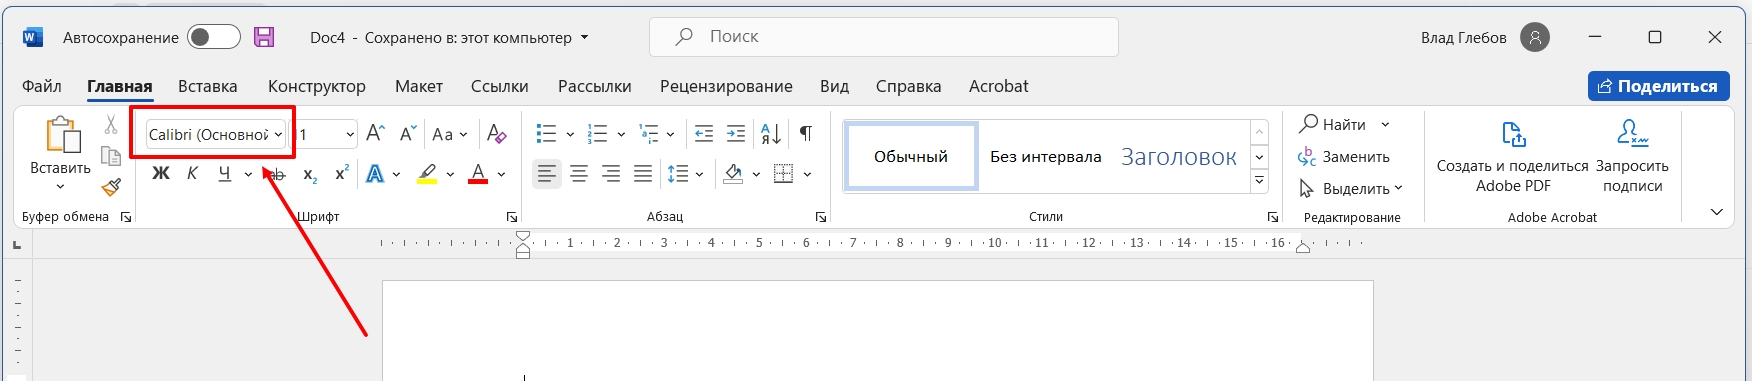 Автосохранение Doc4 - Сохранено в: этот компьютер Поиск Влад Глебов
Файл Главная Вставка Конструктор Макет Ссылки Рассылки Рецензирование Вид Справка Acrobat Поделиться
Вставить
Буфер обмена
Calibri (Основной 1 Aa
Ж К Ч ab x₂ x² A A
Шрифт
Абзац
Обычный Без интервала Заголовок
Стили
Найти
Заменить
Выделить
Редактирование
Создать и поделиться Adobe PDF
Запросить подписи
Adobe Acrobat
1 2 3 4 5 6 7 8 9 10 11 12 13 14 15 16